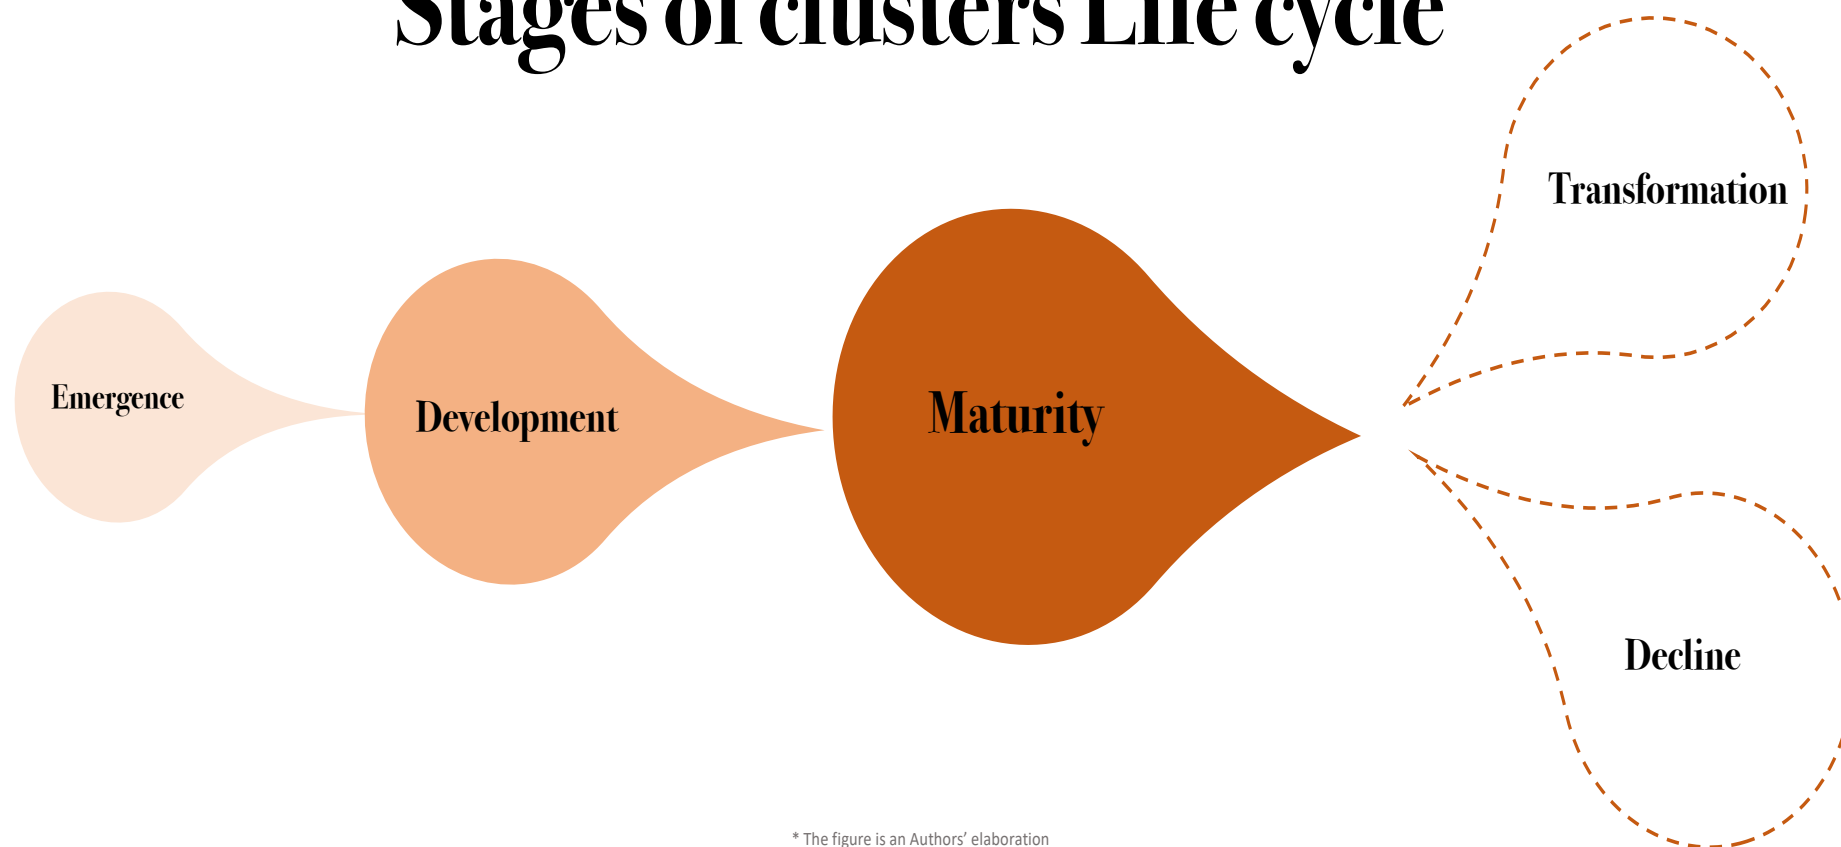 Stages of clusters Life cycle
Transformation
Emergence
Development
Maturity
Decline
* The figure is an Authors’ elaboration